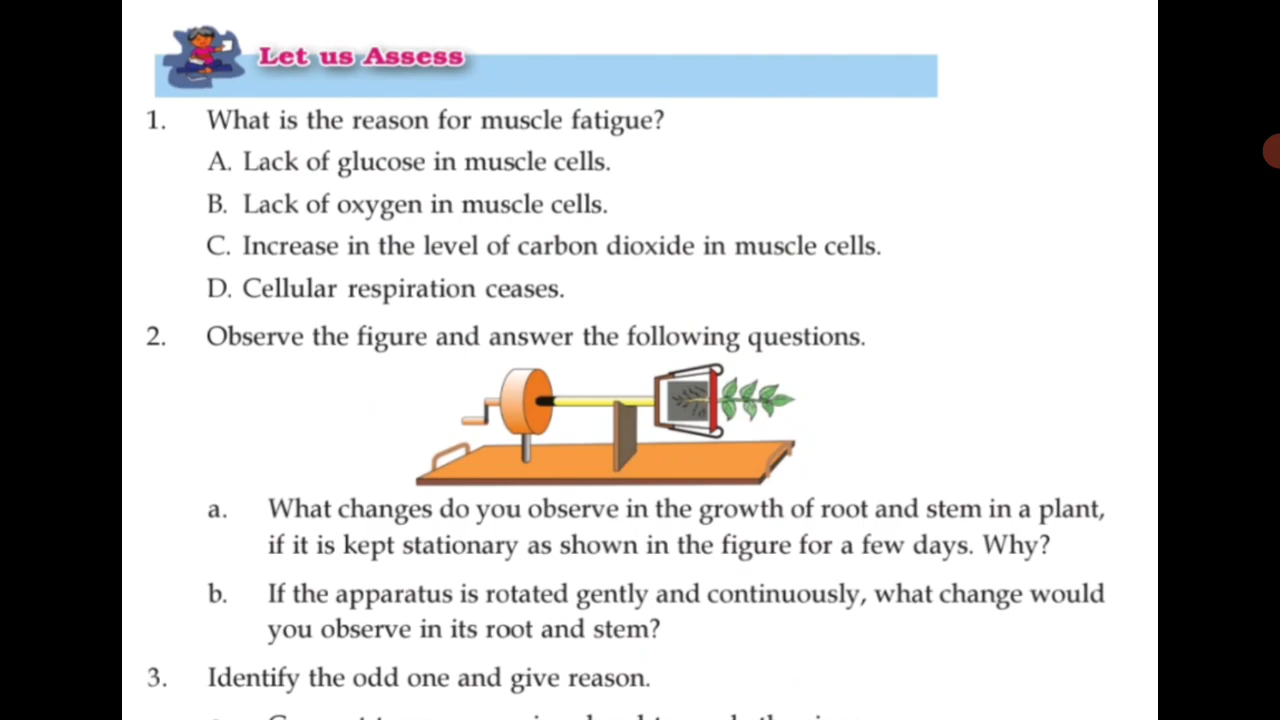 Let us Assess
1. What is the reason for muscle fatigue?
A. Lack of glucose in muscle cells.
B. Lack of oxygen in muscle cells.
C. Increase in the level of carbon dioxide in muscle cells.
D. Cellular respiration ceases.
2. Observe the figure and answer the following questions.
a. What changes do you observe in the growth of root and stem in a plant,
if it is kept stationary as shown in the figure for a few days. Why?
b. If the apparatus is rotated gently and continuously, what change would
you observe in its root and stem?
3. Identify the odd one and give reason.